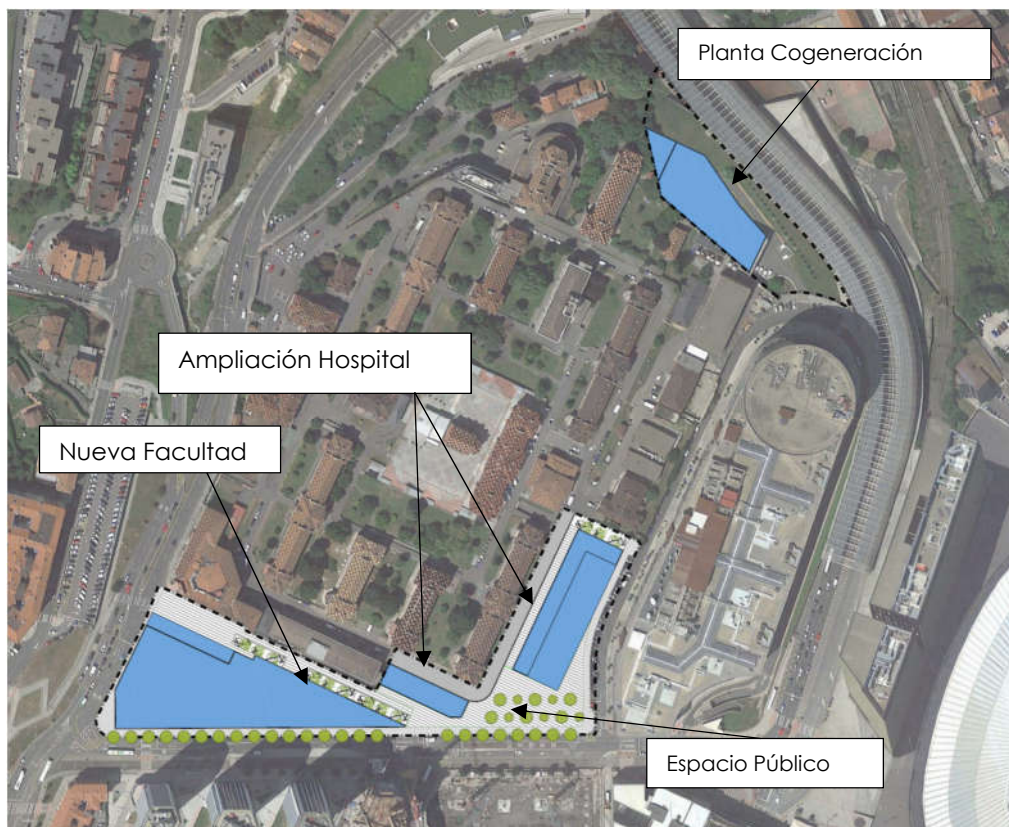 Planta Cogeneración
Ampliación Hospital
Nueva Facultad
Espacio Público